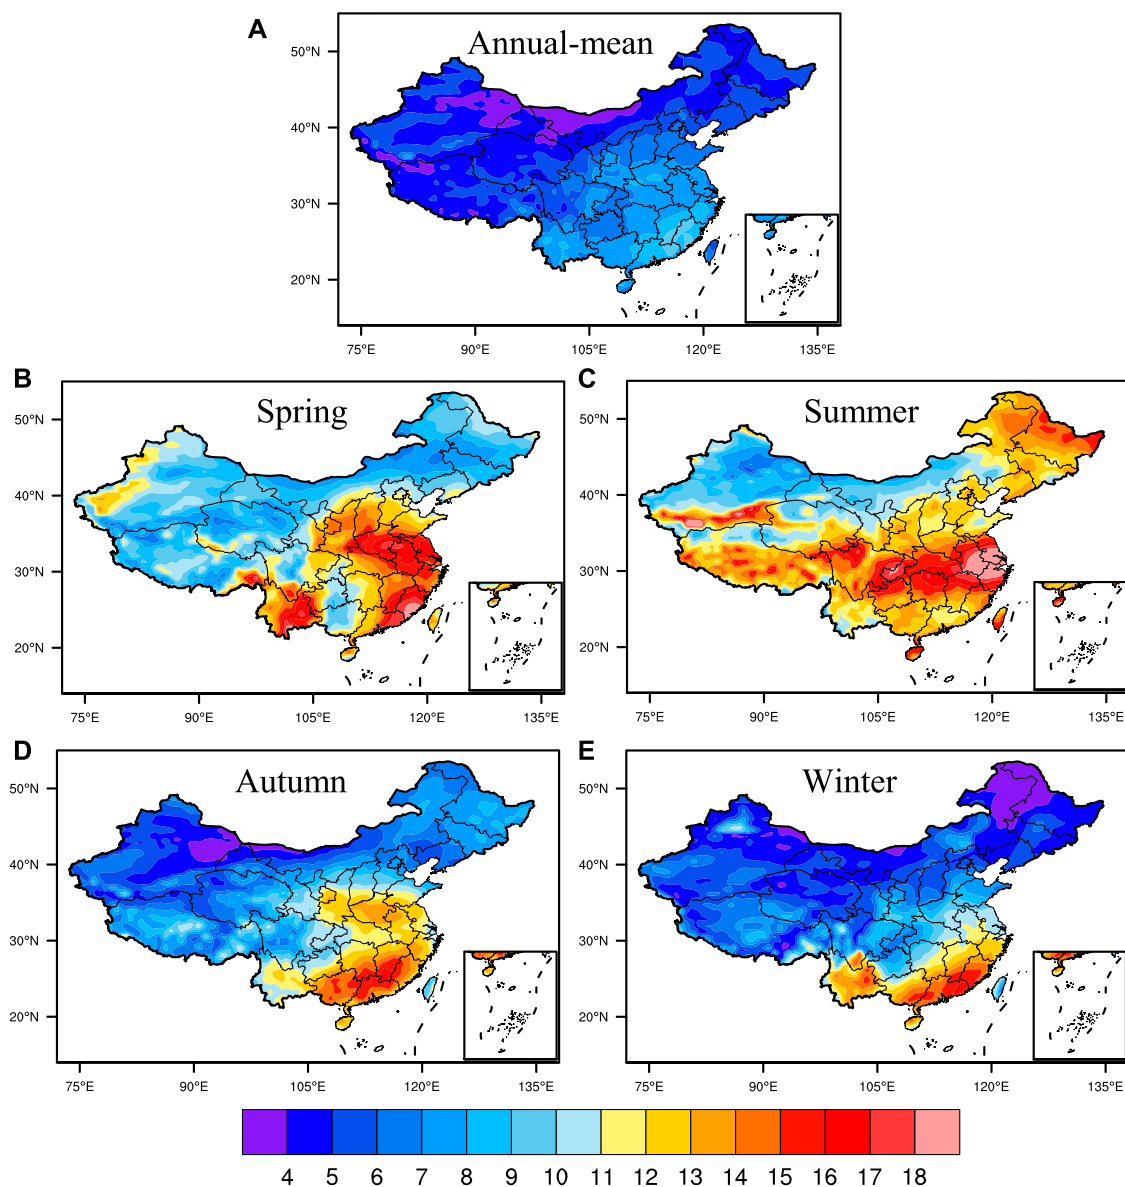 A
Annual-mean
50°N
40°N
30°N
20°N
75°E 90°E 105°E 120°E 135°E
B
Spring
50°N
40°N
30°N
20°N
75°E 90°E 105°E 120°E 135°E
C
Summer
50°N
40°N
30°N
20°N
75°E 90°E 105°E 120°E 135°E
D
Autumn
50°N
40°N
30°N
20°N
75°E 90°E 105°E 120°E 135°E
E
Winter
50°N
40°N
30°N
20°N
75°E 90°E 105°E 120°E 135°E
4 5 6 7 8 9 10 11 12 13 14 15 16 17 18